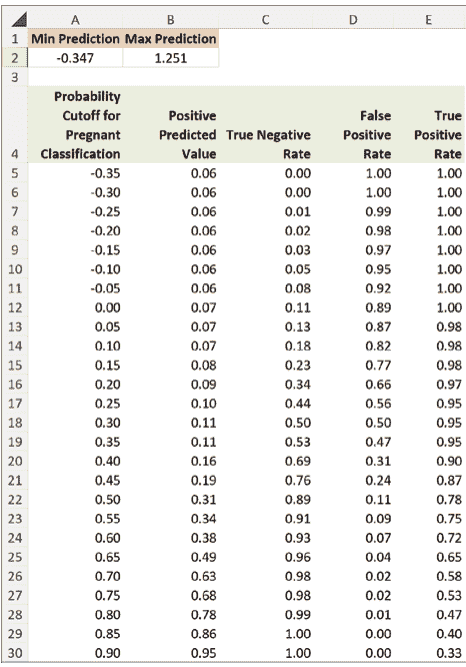 A B C D E
1 Min Prediction Max Prediction
2 -0.347 1.251
3
Probability
Cutoff for Positive False True
Pregnant Predicted True Negative Positive Positive
4 Classification Value Rate Rate Rate
5 -0.35 0.06 0.00 1.00 1.00
6 -0.30 0.06 0.00 1.00 1.00
7 -0.25 0.06 0.01 0.99 1.00
8 -0.20 0.06 0.02 0.98 1.00
9 -0.15 0.06 0.03 0.97 1.00
10 -0.10 0.06 0.05 0.95 1.00
11 -0.05 0.06 0.08 0.92 1.00
12 0.00 0.07 0.11 0.89 1.00
13 0.05 0.07 0.13 0.87 0.98
14 0.10 0.07 0.18 0.82 0.98
15 0.15 0.08 0.23 0.77 0.98
16 0.20 0.09 0.34 0.66 0.97
17 0.25 0.10 0.44 0.56 0.95
18 0.30 0.11 0.50 0.50 0.95
19 0.35 0.11 0.53 0.47 0.95
20 0.40 0.16 0.69 0.31 0.90
21 0.45 0.19 0.76 0.24 0.87
22 0.50 0.31 0.89 0.11 0.78
23 0.55 0.34 0.91 0.09 0.75
24 0.60 0.38 0.93 0.07 0.72
25 0.65 0.49 0.96 0.04 0.65
26 0.70 0.63 0.98 0.02 0.58
27 0.75 0.68 0.98 0.02 0.53
28 0.80 0.78 0.99 0.01 0.47
29 0.85 0.86 1.00 0.00 0.40
30 0.90 0.95 1.00 0.00 0.33